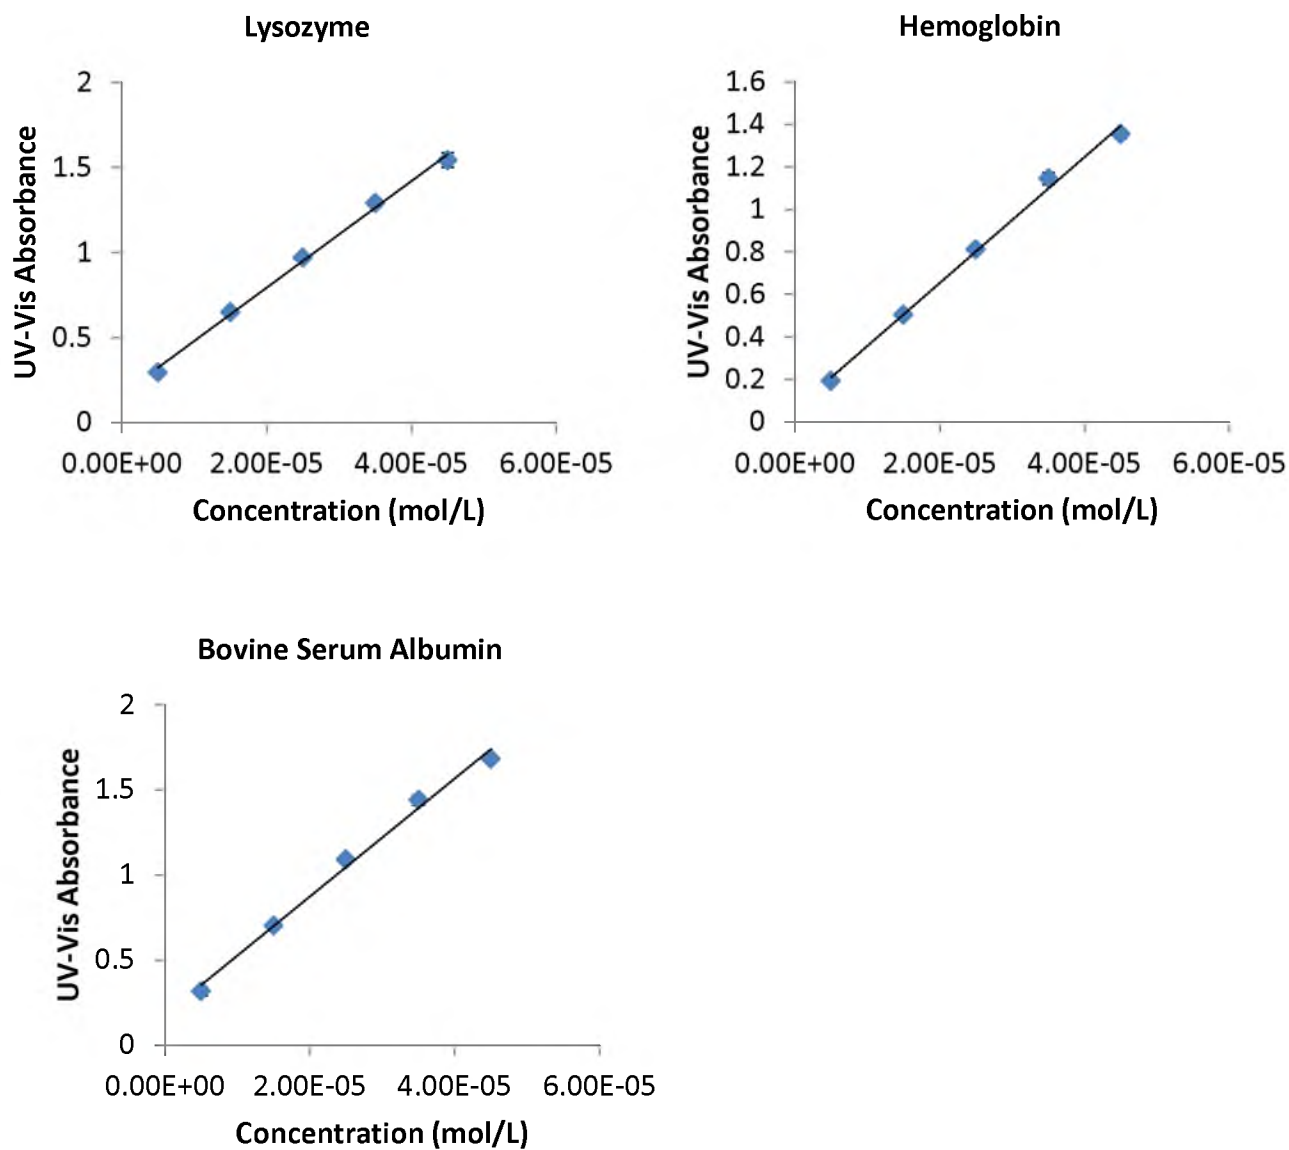 Lysozyme
UV-Vis Absorbance
2
1.5
1
0.5
0
0.00E+00 2.00E-05 4.00E-05 6.00E-05
Concentration (mol/L)
Hemoglobin
UV-Vis Absorbance
1.6
1.4
1.2
1
0.8
0.6
0.4
0.2
0
0.00E+00 2.00E-05 4.00E-05 6.00E-05
Concentration (mol/L)
Bovine Serum Albumin
UV-Vis Absorbance
2
1.5
1
0.5
0
0.00E+00 2.00E-05 4.00E-05 6.00E-05
Concentration (mol/L)